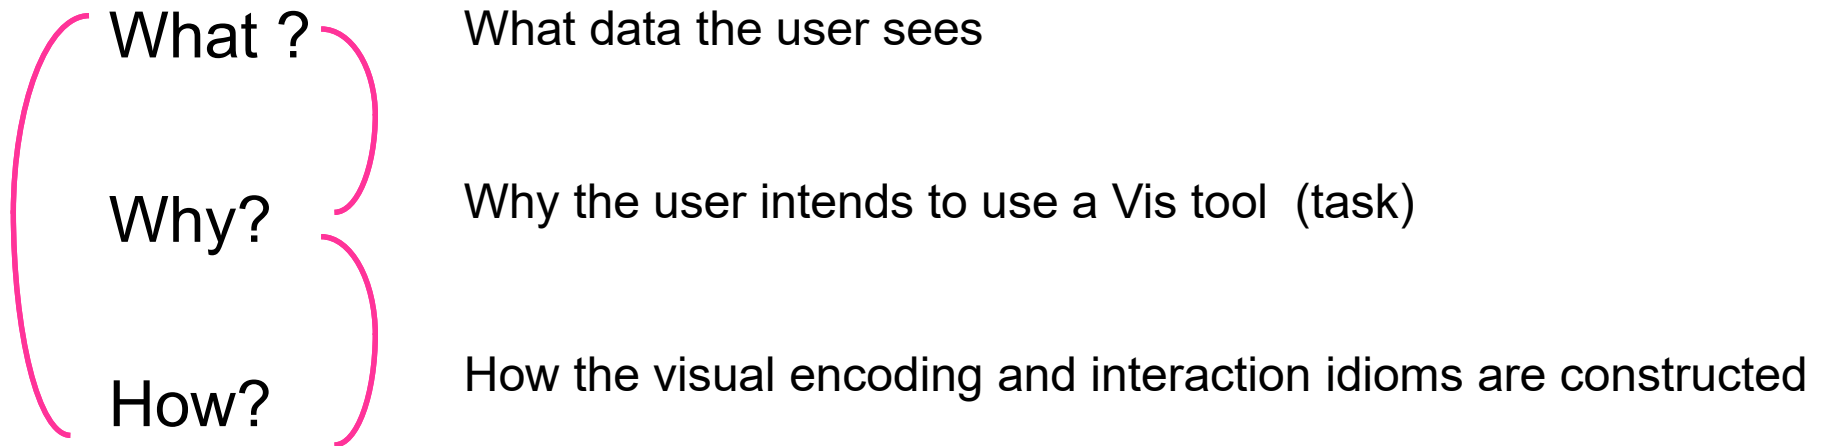 What ? What data the user sees
Why? Why the user intends to use a Vis tool (task)
How? How the visual encoding and interaction idioms are constructed